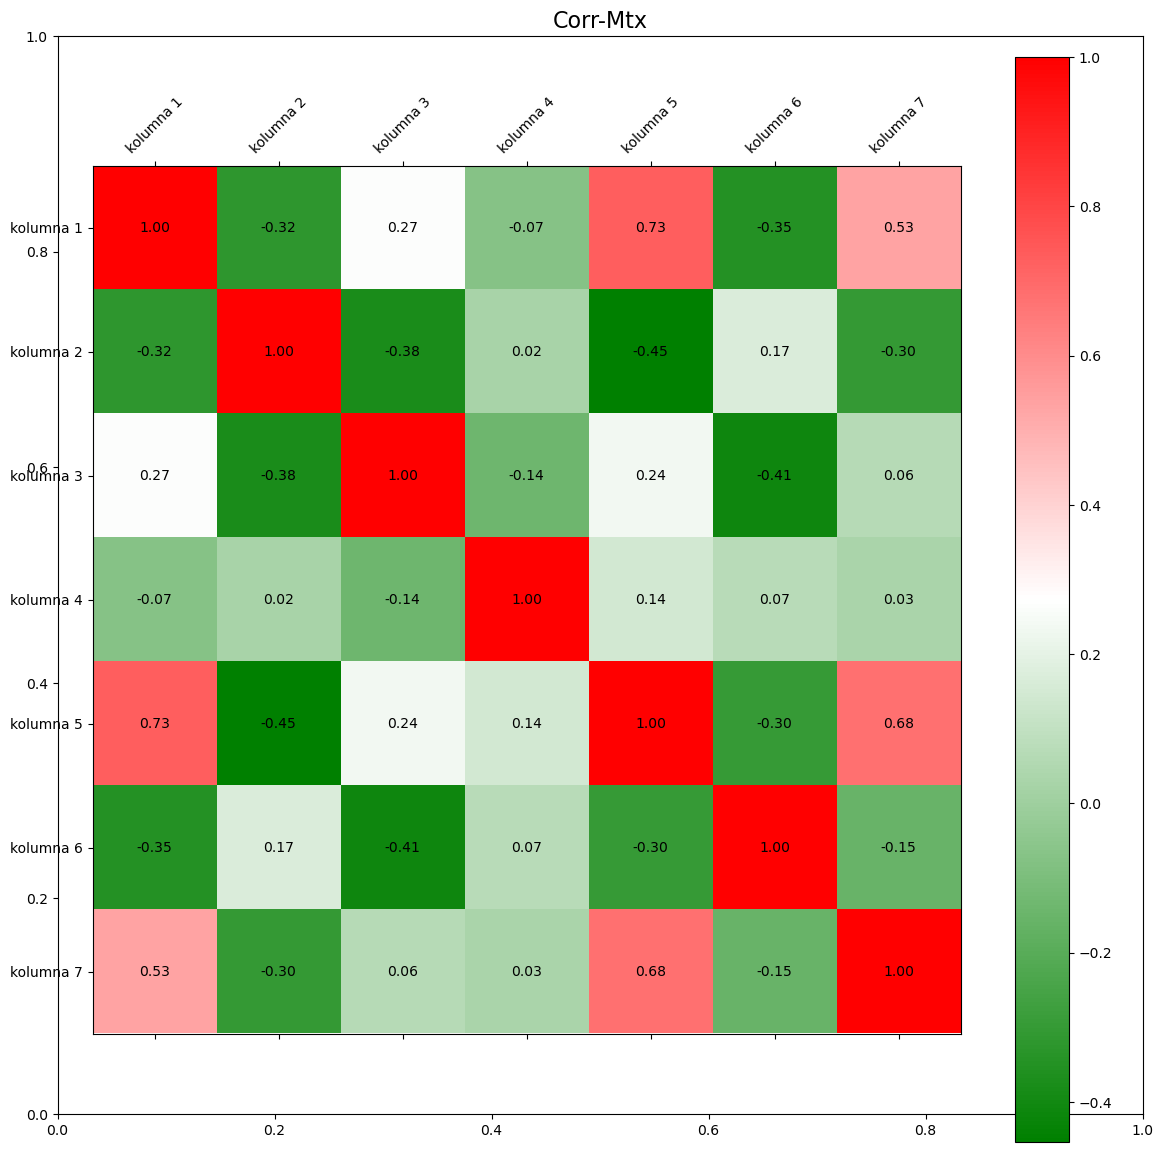 Corr-Mtx
kolumna 1 kolumna 2 kolumna 3 kolumna 4 kolumna 5 kolumna 6 kolumna 7
kolumna 1 1.00 -0.32 0.27 -0.07 0.73 -0.35 0.53
kolumna 2 -0.32 1.00 -0.38 0.02 -0.45 0.17 -0.30
kolumna 3 0.27 -0.38 1.00 -0.14 0.24 -0.41 0.06
kolumna 4 -0.07 0.02 -0.14 1.00 0.14 0.07 0.03
kolumna 5 0.73 -0.45 0.24 0.14 1.00 -0.30 0.68
kolumna 6 -0.35 0.17 -0.41 0.07 -0.30 1.00 -0.15
kolumna 7 0.53 -0.30 0.06 0.03 0.68 -0.15 1.00
1.0
0.8
0.6
0.4
0.2
0.0
0.0 0.2 0.4 0.6 0.8 1.0
1.0
0.8
0.6
0.4
0.2
0.0
−0.2
−0.4